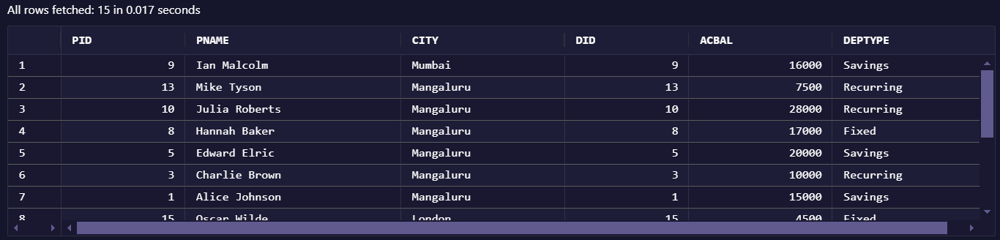 All rows fetched: 15 in 0.017 seconds
PID PNAME CITY DID ACBAL DEPTYPE
1 9 Ian Malcolm Mumbai 9 16000 Savings
2 13 Mike Tyson Mangaluru 13 7500 Recurring
3 10 Julia Roberts Mangaluru 10 28000 Recurring
4 8 Hannah Baker Mangaluru 8 17000 Fixed
5 5 Edward Elric Mangaluru 5 20000 Savings
6 3 Charlie Brown Mangaluru 3 10000 Recurring
7 1 Alice Johnson Mangaluru 1 15000 Savings
8 15 Oscar Wilde London 15 4500 Fixed